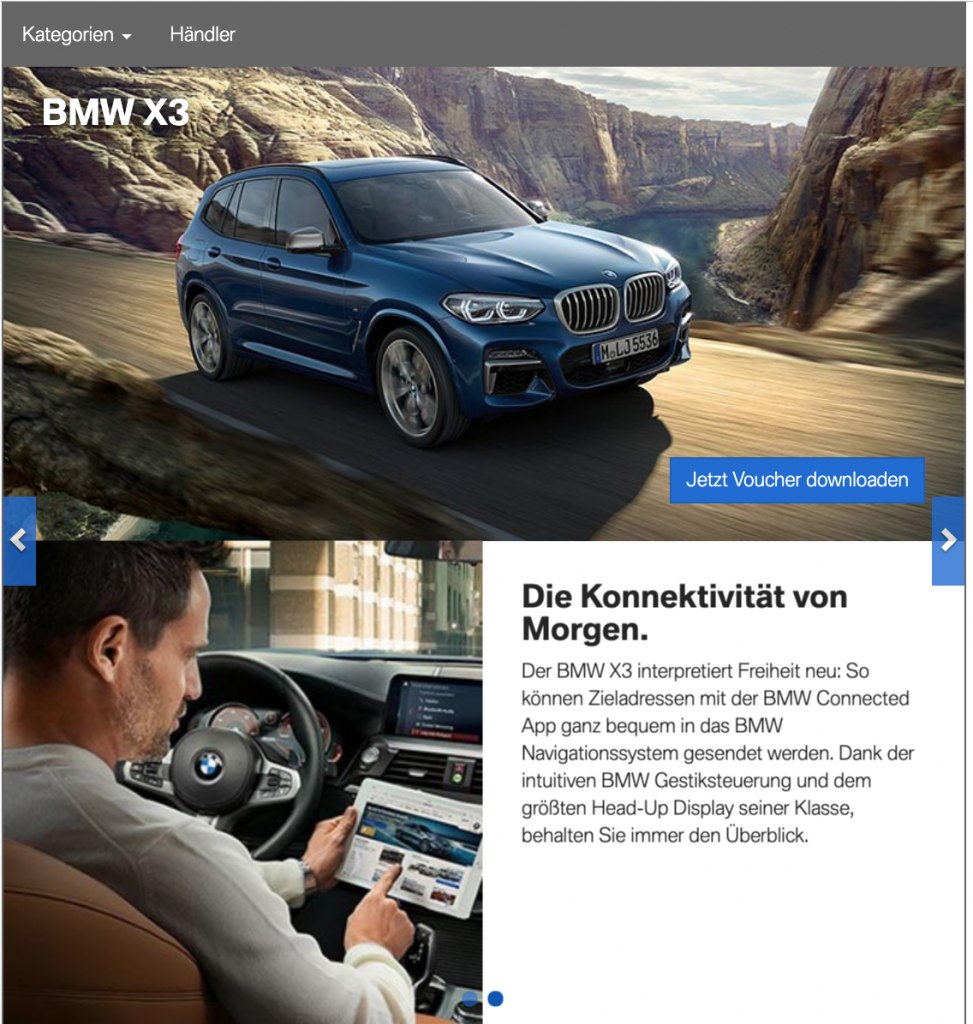 Kategorien
Händler
BMW X3
M LJ 5536
Jetzt Voucher downloaden
Die Konnektivität von
Morgen.
Der BMW X3 interpretiert Freiheit neu: So
können Zieladressen mit der BMW Connected
App ganz bequem in das BMW
Navigationssystem gesendet werden. Dank der
intuitiven BMW Gestiksteuerung und dem
größten Head-Up Display seiner Klasse,
behalten Sie immer den Überblick.